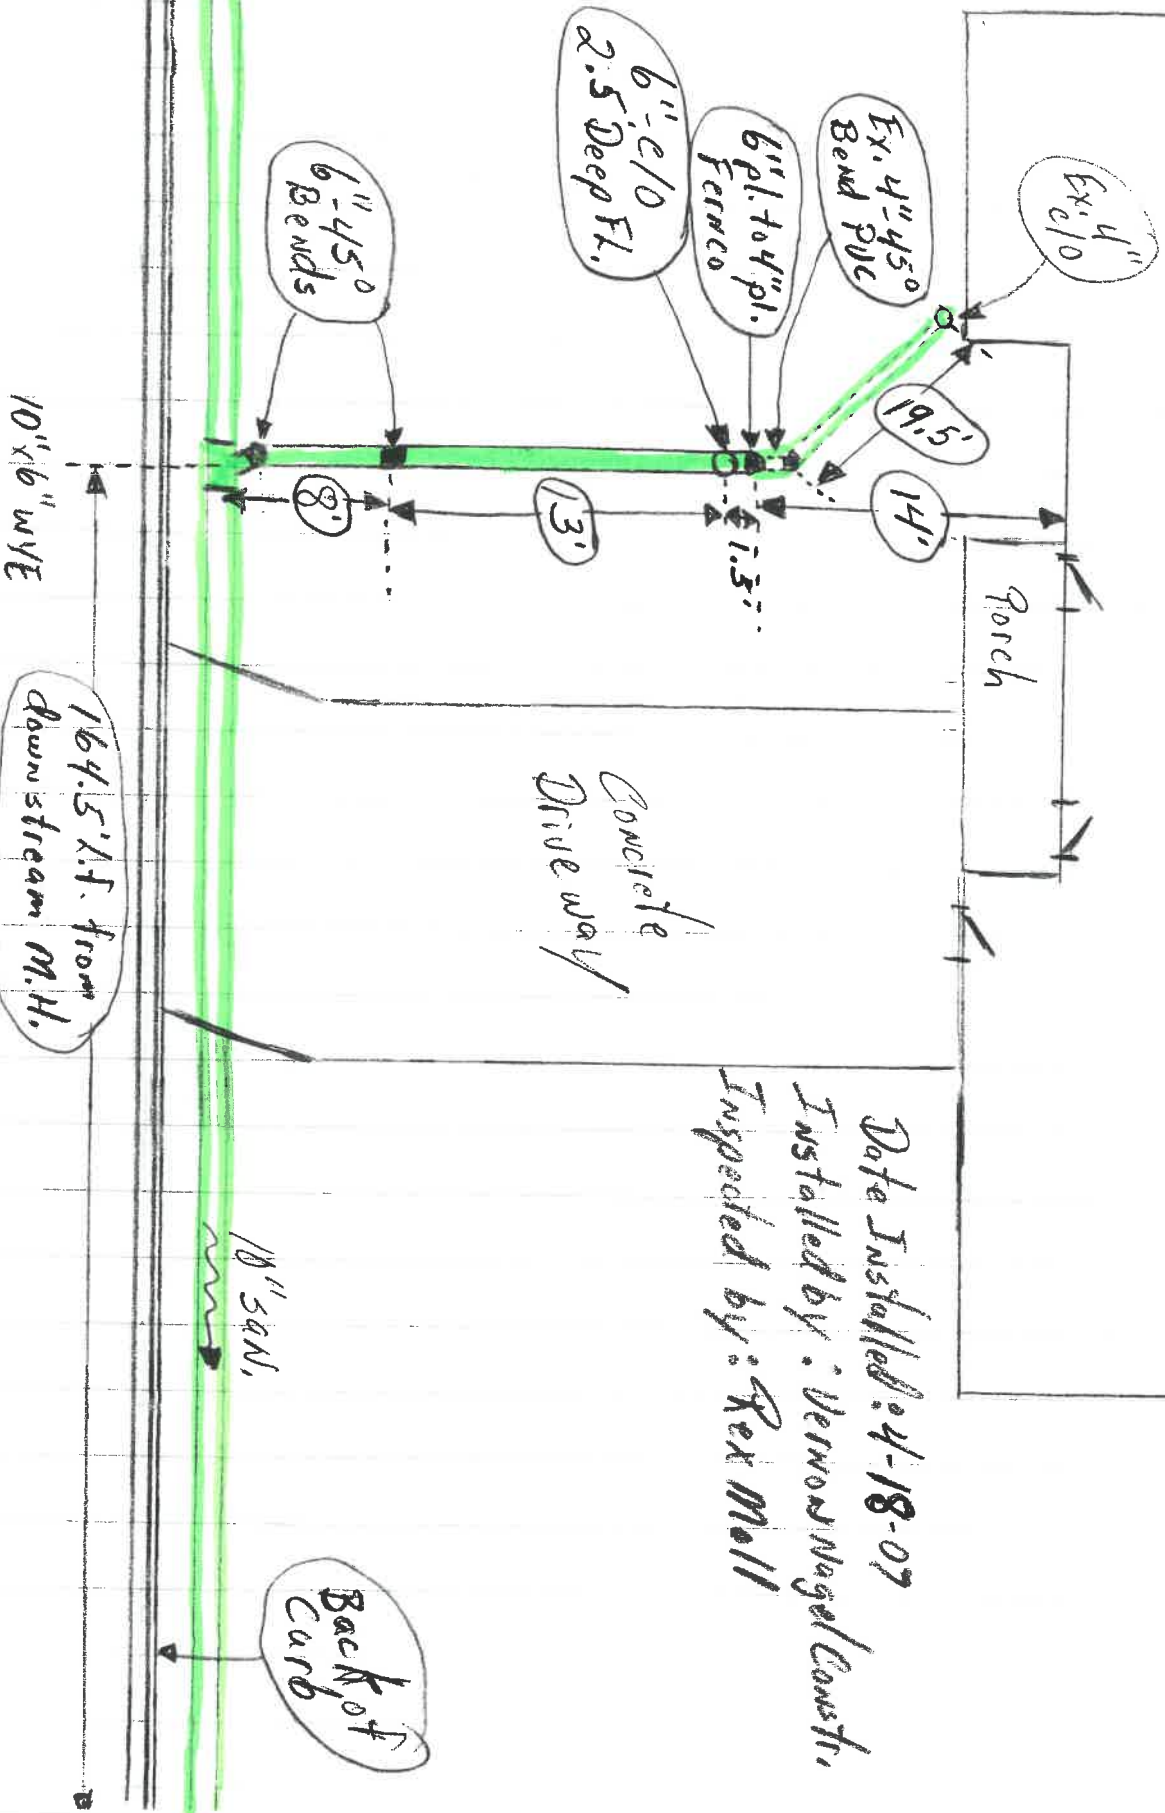 Ex. 4"
c/o
Ex. 4"-45°
Bend PVC
6" pl. to 4" pl.
Fernco
6"-c/o
2.5' Deep FL.
6"-45°
Bends
19.5'
14'
1.5'
13'
8'
Porch
Concrete
Driveway
Date Installed: 4-18-07
Installed by: Vernon Nagel Constr.
Inspected by: Rex Moll
10" SAN.
10"x6" WYE
164.5' L.F. from
downstream M.H.
Back of
Curb